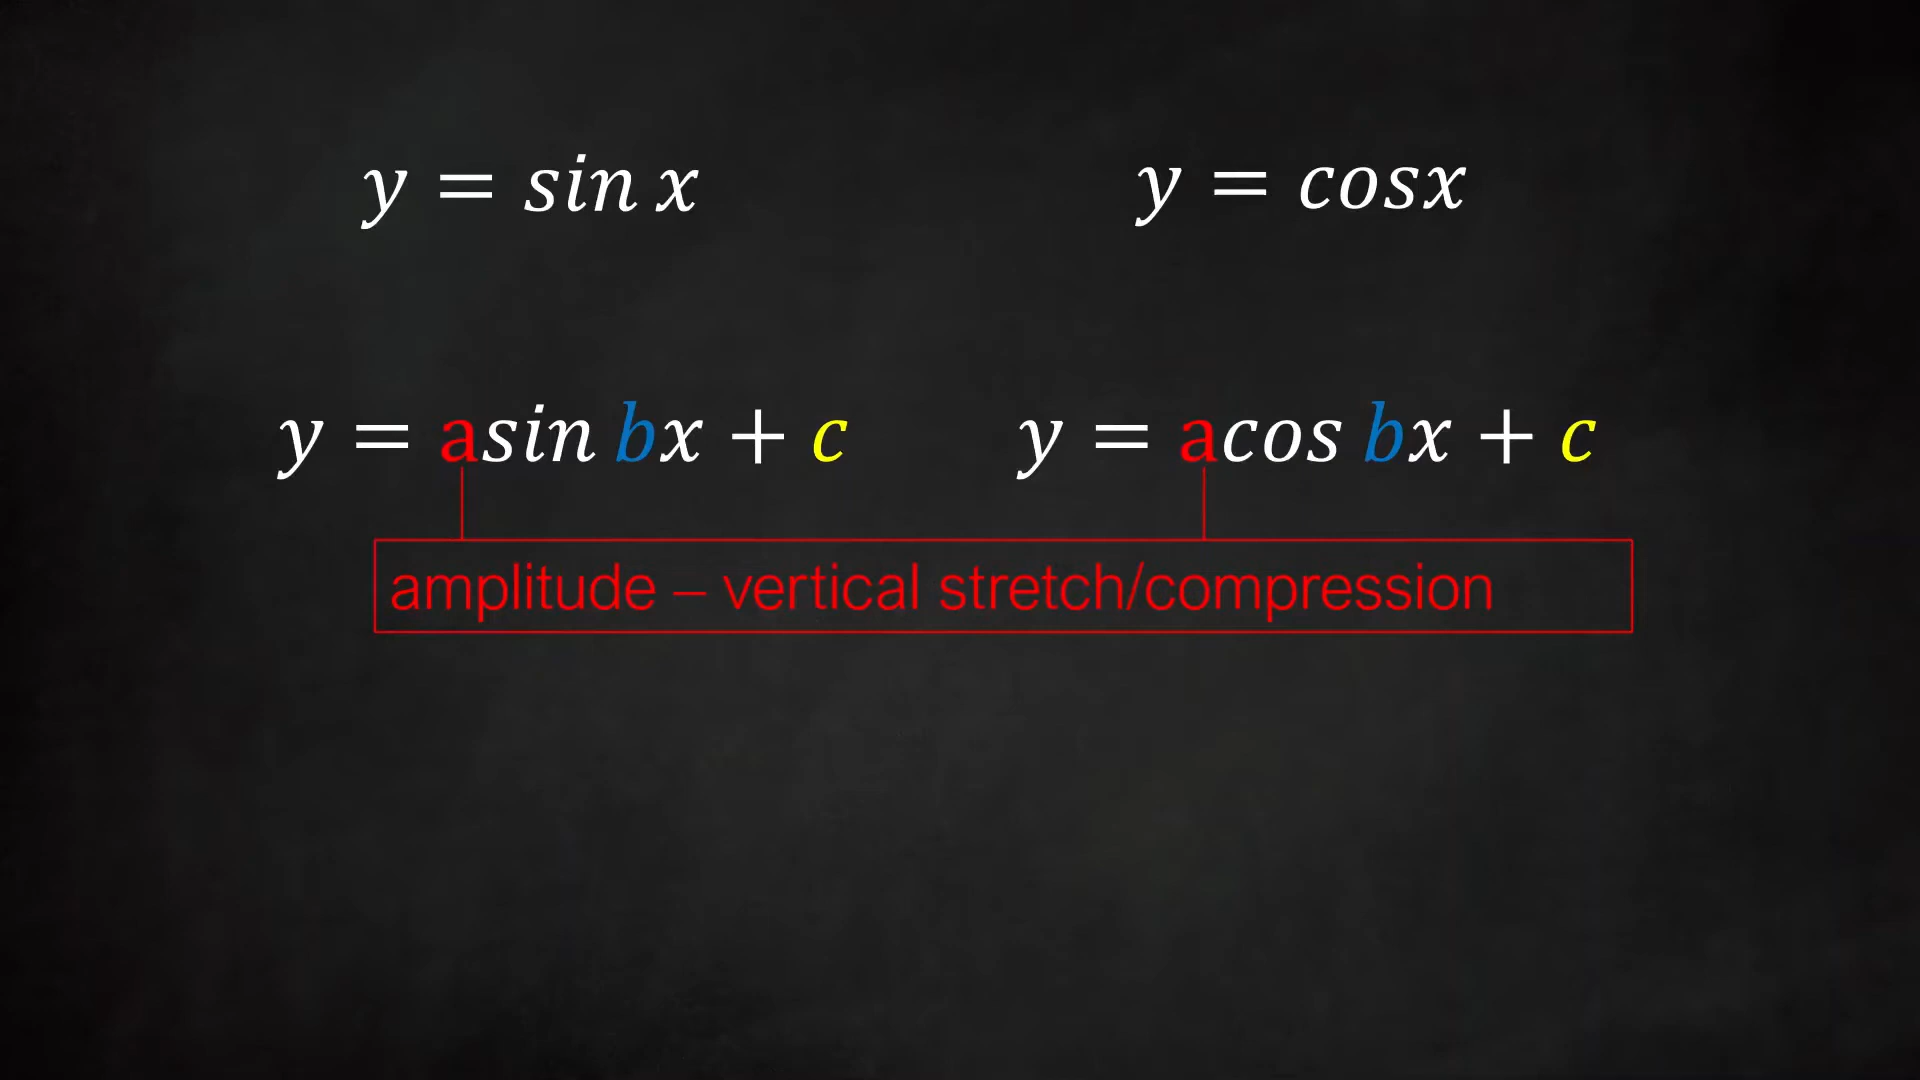 y = sin x
y = cosx
y = asin bx + c
y = acos bx + c
amplitude – vertical stretch/compression